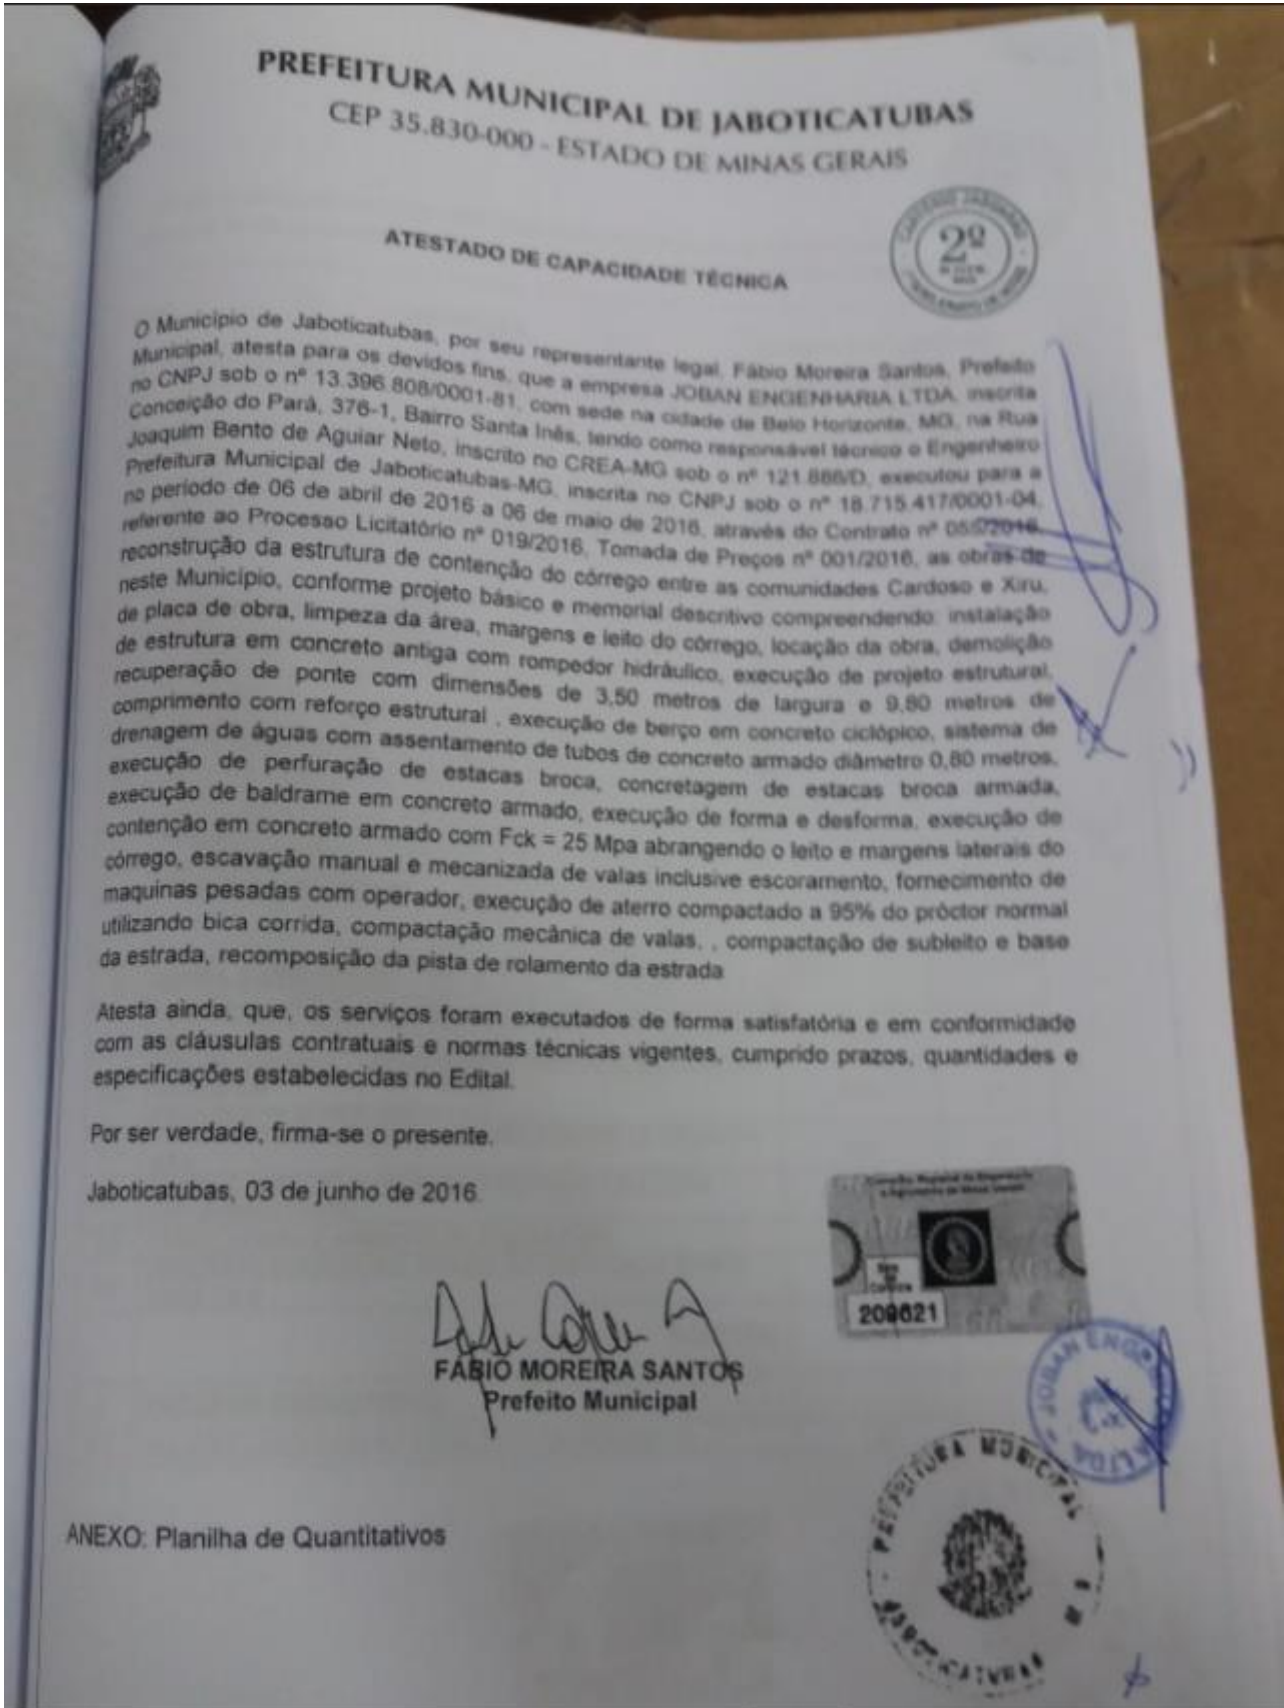 PREFEITURA MUNICIPAL DE JABOTICATUBAS
CEP 35.830-000 - ESTADO DE MINAS GERAIS
2º
ATESTADO DE CAPACIDADE TÉCNICA
O Município de Jaboticatubas, por seu representante legal, Fábio Moreira Santos, Prefeito
Municipal, atesta para os devidos fins, que a empresa JOBAN ENGENHARIA LTDA, inscrita
no CNPJ sob o nº 13.396.808/0001-81, com sede na cidade de Belo Horizonte, MG, na Rua
Conceição do Pará, 376-1, Bairro Santa Inês, tendo como responsável técnico o Engenheiro
Joaquim Bento de Aguiar Neto, inscrito no CREA-MG sob o nº 121.886/D, executou para a
Prefeitura Municipal de Jaboticatubas-MG, inscrita no CNPJ sob o nº 18.715.417/0001-04,
no período de 06 de abril de 2016 a 06 de maio de 2016, através do Contrato nº 055/2016,
referente ao Processo Licitatório nº 019/2016, Tomada de Preços nº 001/2016, as obras de
reconstrução da estrutura de contenção do córrego entre as comunidades Cardoso e Xiru,
neste Município, conforme projeto básico e memorial descritivo compreendendo: instalação
de placa de obra, limpeza da área, margens e leito do córrego, locação da obra, demolição
de estrutura em concreto antiga com rompedor hidráulico, execução de projeto estrutural,
recuperação de ponte com dimensões de 3,50 metros de largura e 9,80 metros de
comprimento com reforço estrutural , execução de berço em concreto ciclópico, sistema de
drenagem de águas com assentamento de tubos de concreto armado diâmetro 0,80 metros,
execução de perfuração de estacas broca, concretagem de estacas broca armada,
execução de baldrame em concreto armado, execução de forma e desforma, execução de
contenção em concreto armado com Fck = 25 Mpa abrangendo o leito e margens laterais do
córrego, escavação manual e mecanizada de valas inclusive escoramento, fornecimento de
maquinas pesadas com operador, execução de aterro compactado a 95% do próctor normal
utilizando bica corrida, compactação mecânica de valas, , compactação de subleito e base
da estrada, recomposição da pista de rolamento da estrada
Atesta ainda, que, os serviços foram executados de forma satisfatória e em conformidade
com as cláusulas contratuais e normas técnicas vigentes, cumprido prazos, quantidades e
especificações estabelecidas no Edital.
Por ser verdade, firma-se o presente.
Jaboticatubas, 03 de junho de 2016.
Conselho Regional de Engenharia
e Agronomia de Minas Gerais
209621
FÁBIO MOREIRA SANTOS
Prefeito Municipal
JOBAN ENGENHARIA LTDA
PREFEITURA MUNICIPAL
JABOTICATUBAS
ANEXO: Planilha de Quantitativos